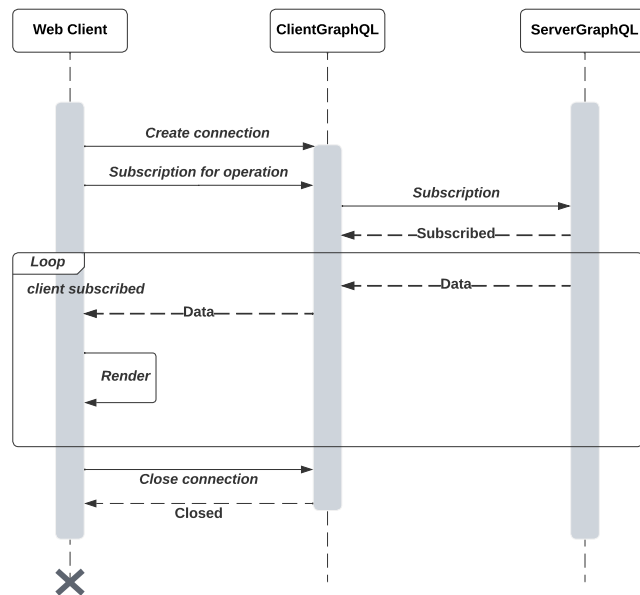 Web Client
ClientGraphQL
ServerGraphQL
Create connection
Subscription for operation
Subscription
Subscribed
Loop
client subscribed
Data
Data
Render
Close connection
Closed